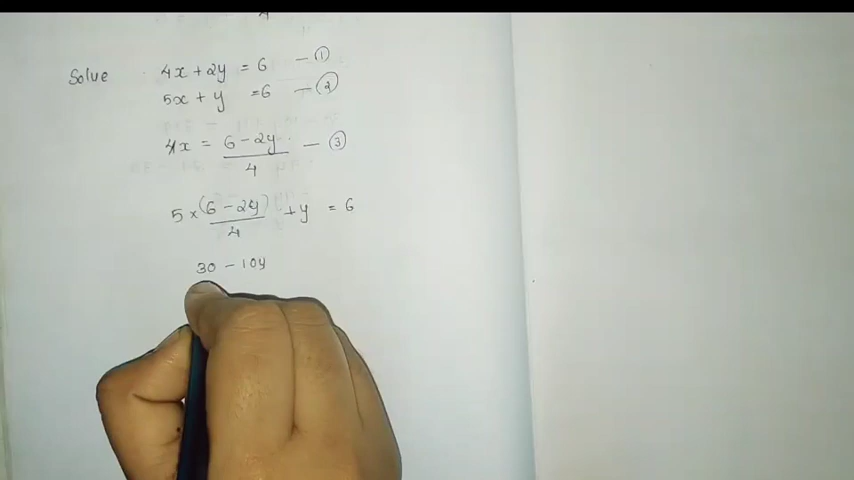 Solve 4x + 2y = 6 — ①
5x + y = 6 — ②
4x = 6 - 2y — ③
4
5 x (6 - 2y) + y = 6
4
30 - 10y